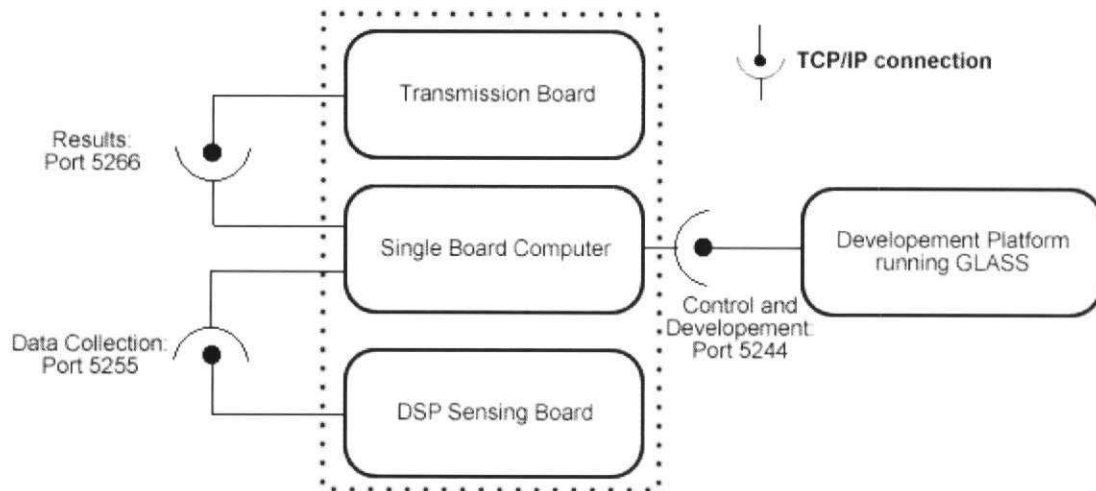 Transmission Board
TCP/IP connection
Results:
Port 5266
Single Board Computer
Developement Platform
running GLASS
Control and
Developement:
Port 5244
Data Collection:
Port 5255
DSP Sensing Board